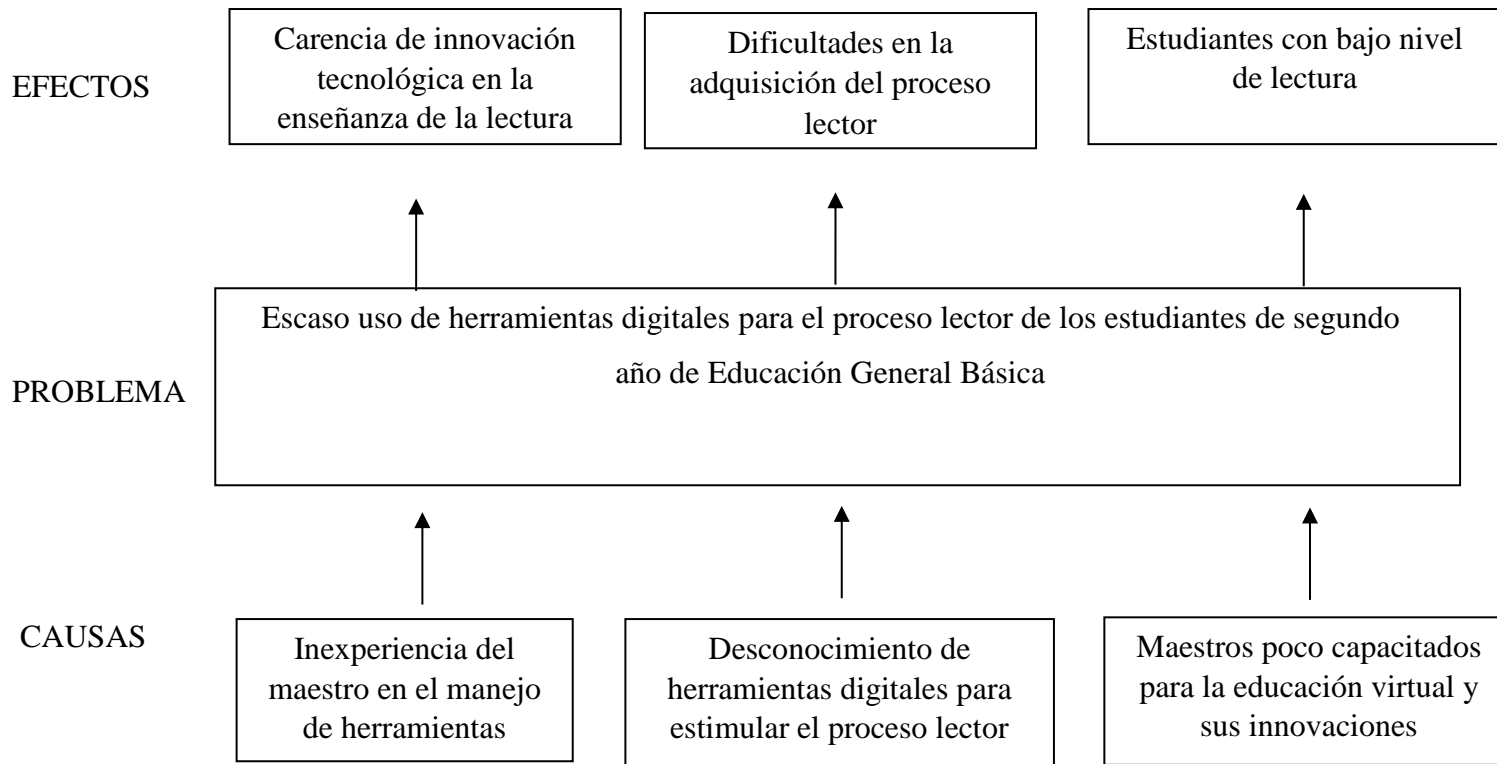 EFECTOS
Carencia de innovación
tecnológica en la
enseñanza de la lectura
Dificultades en la
adquisición del proceso
lector
Estudiantes con bajo nivel
de lectura
PROBLEMA
Escaso uso de herramientas digitales para el proceso lector de los estudiantes de segundo
año de Educación General Básica
CAUSAS
Inexperiencia del
maestro en el manejo
de herramientas
Desconocimiento de
herramientas digitales para
estimular el proceso lector
Maestros poco capacitados
para la educación virtual y
sus innovaciones